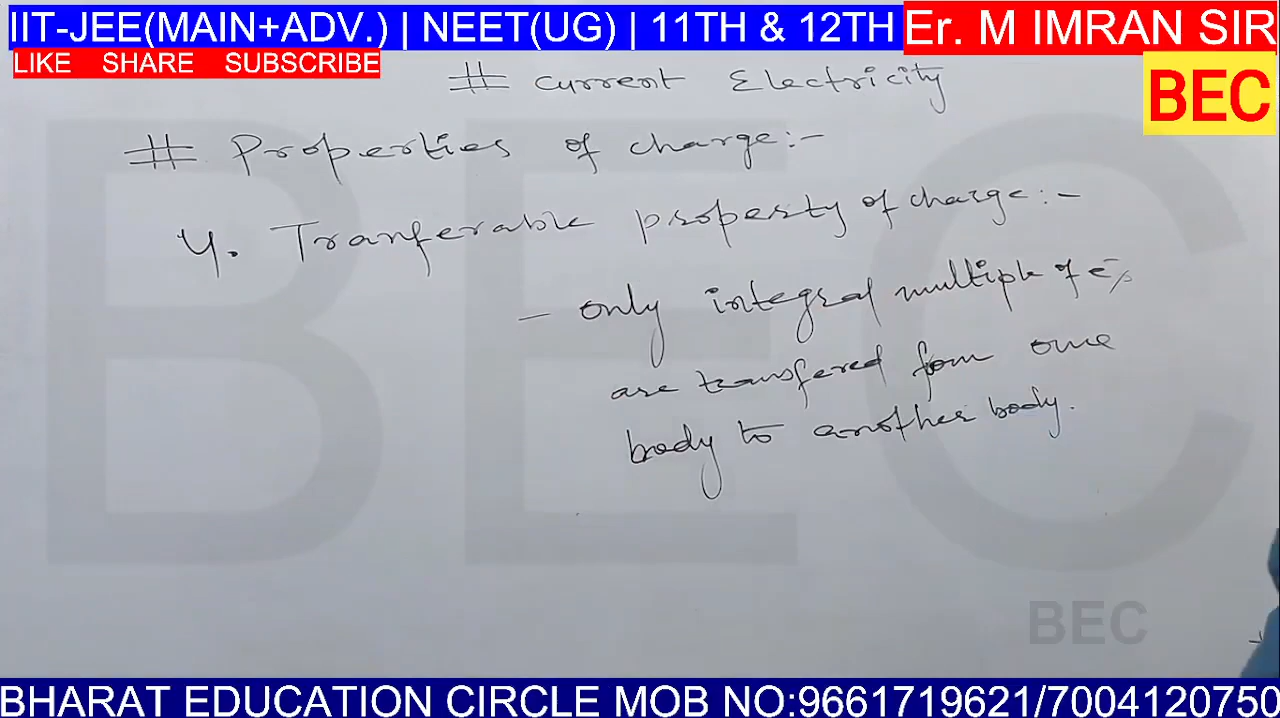 IIT-JEE(MAIN+ADV.) | NEET(UG) | 11TH & 12TH Er. M IMRAN SIR
LIKE SHARE SUBSCRIBE
BEC
# Current Electricity
# Properties of charge:-
4. Tranferable property of charge:-
- only integral multiple of e⁻s
are transfered from one
body to another body.
BEC
BEC
BHARAT EDUCATION CIRCLE MOB NO:9661719621/7004120750